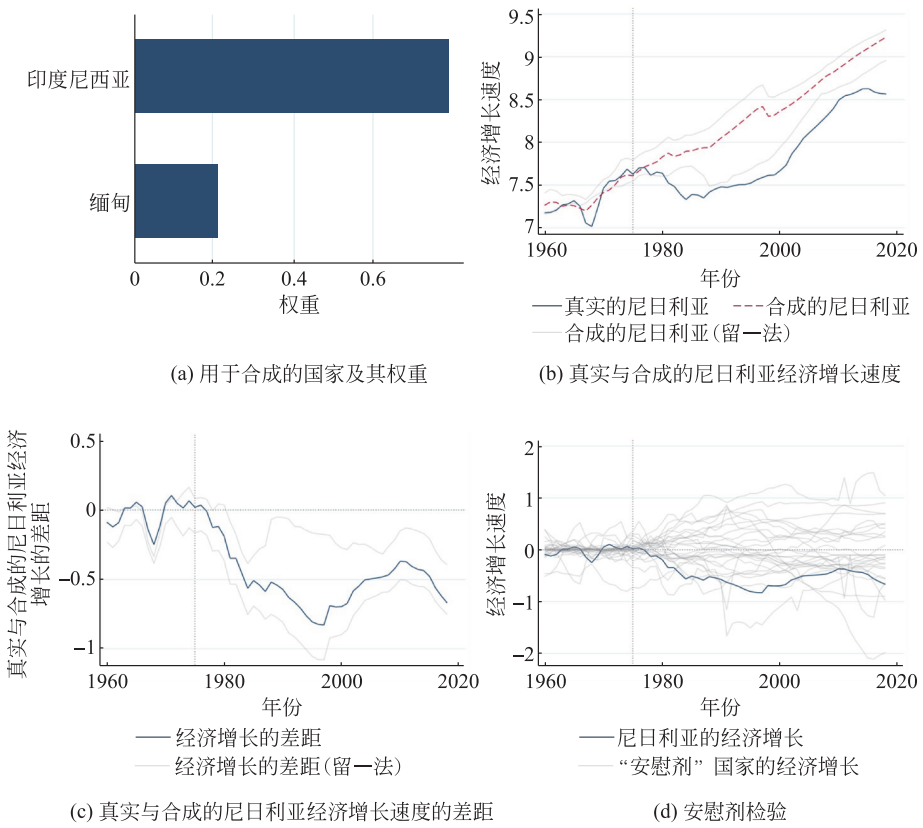 印度尼西亚
缅甸
0 0.2 0.4 0.6
权重
(a) 用于合成的国家及其权重
经济增长速度
9.5
9
8.5
8
7.5
7
1960 1980 2000 2020
年份
真实的尼日利亚 合成的尼日利亚
合成的尼日利亚(留一法)
(b) 真实与合成的尼日利亚经济增长速度
真实与合成的尼日利亚经济
增长的差距
0.5
0
−0.5
−1
1960 1980 2000 2020
年份
经济增长的差距
经济增长的差距(留一法)
(c) 真实与合成的尼日利亚经济增长速度的差距
经济增长速度
2
1
0
−1
−2
1960 1980 2000 2020
年份
尼日利亚的经济增长
“安慰剂”国家的经济增长
(d) 安慰剂检验